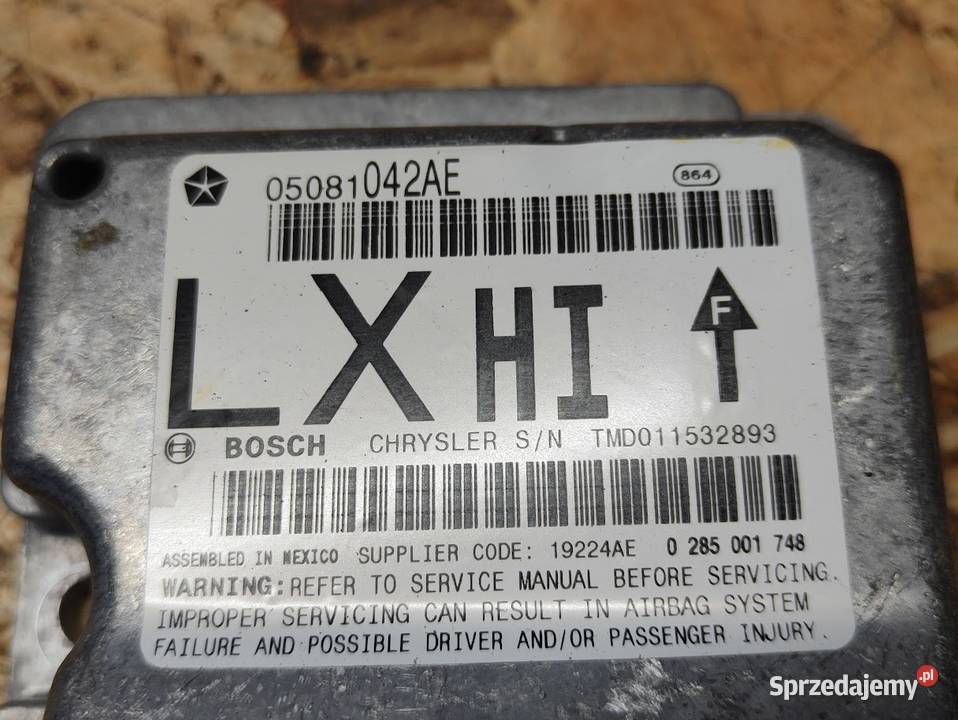 05081042AE 864
LX HI F
BOSCH CHRYSLER S/N TMD011532893
ASSEMBLED IN MEXICO SUPPLIER CODE: 19224AE 0 285 001 748
WARNING: REFER TO SERVICE MANUAL BEFORE SERVICING.
IMPROPER SERVICING CAN RESULT IN AIRBAG SYSTEM
FAILURE AND POSSIBLE DRIVER AND/OR PASSENGER INJURY.
Sprzedajemy.pl